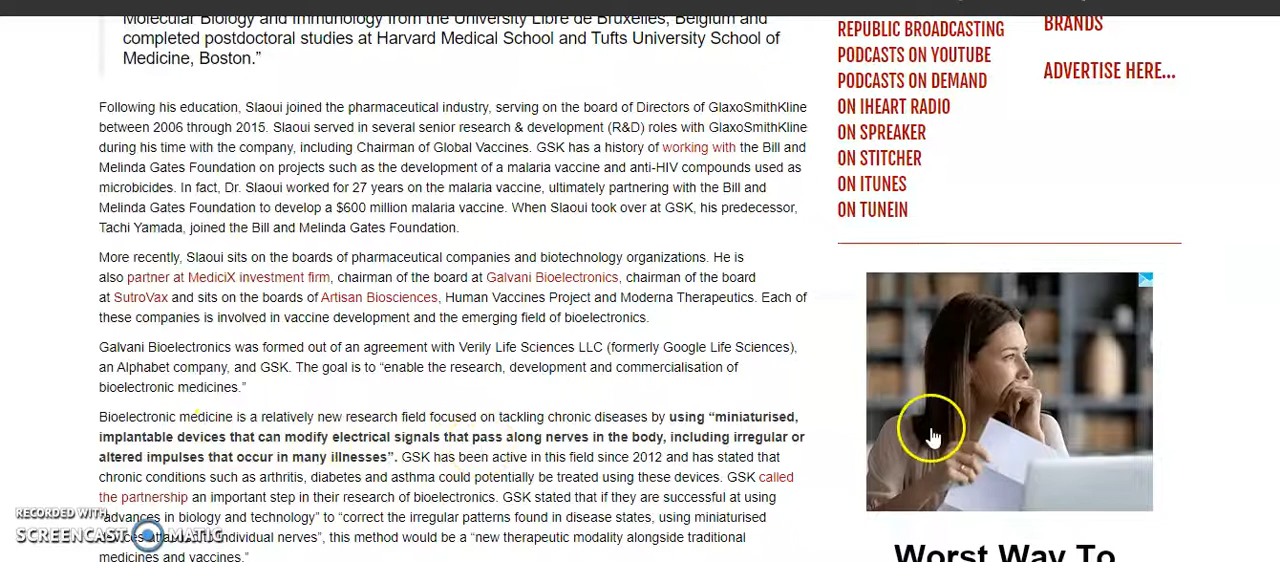 Molecular Biology and Immunology from the University Libre de Bruxelles, Belgium and
completed postdoctoral studies at Harvard Medical School and Tufts University School of
Medicine, Boston.”
Following his education, Slaoui joined the pharmaceutical industry, serving on the board of Directors of GlaxoSmithKline
between 2006 through 2015. Slaoui served in several senior research & development (R&D) roles with GlaxoSmithKline
during his time with the company, including Chairman of Global Vaccines. GSK has a history of working with the Bill and
Melinda Gates Foundation on projects such as the development of a malaria vaccine and anti-HIV compounds used as
microbicides. In fact, Dr. Slaoui worked for 27 years on the malaria vaccine, ultimately partnering with the Bill and
Melinda Gates Foundation to develop a $600 million malaria vaccine. When Slaoui took over at GSK, his predecessor,
Tachi Yamada, joined the Bill and Melinda Gates Foundation.
More recently, Slaoui sits on the boards of pharmaceutical companies and biotechnology organizations. He is
also partner at MediciX investment firm, chairman of the board at Galvani Bioelectronics, chairman of the board
at SutroVax and sits on the boards of Artisan Biosciences, Human Vaccines Project and Moderna Therapeutics. Each of
these companies is involved in vaccine development and the emerging field of bioelectronics.
Galvani Bioelectronics was formed out of an agreement with Verily Life Sciences LLC (formerly Google Life Sciences),
an Alphabet company, and GSK. The goal is to “enable the research, development and commercialisation of
bioelectronic medicines.”
Bioelectronic medicine is a relatively new research field focused on tackling chronic diseases by using “miniaturised,
implantable devices that can modify electrical signals that pass along nerves in the body, including irregular or
altered impulses that occur in many illnesses”. GSK has been active in this field since 2012 and has stated that
chronic conditions such as arthritis, diabetes and asthma could potentially be treated using these devices. GSK called
the partnership an important step in their research of bioelectronics. GSK stated that if they are successful at using
“advances in biology and technology” to “correct the irregular patterns found in disease states, using miniaturised
individual nerves”, this method would be a “new therapeutic modality alongside traditional
medicines and vaccines.”
RECORDED WITH
SCREENCAST MATIC
REPUBLIC BROADCASTING
PODCASTS ON YOUTUBE
PODCASTS ON DEMAND
ON IHEART RADIO
ON SPREAKER
ON STITCHER
ON ITUNES
ON TUNEIN
BRANDS
ADVERTISE HERE...
Worst Way To